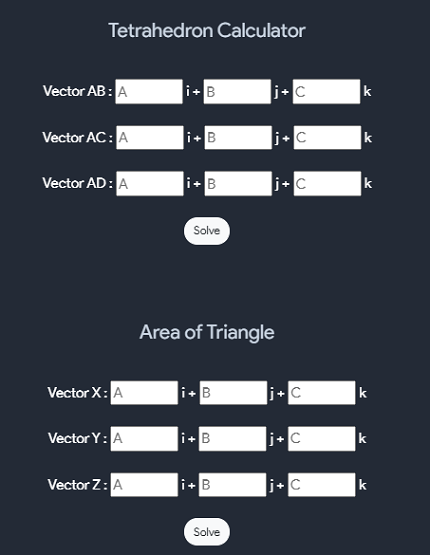 Tetrahedron Calculator
Vector AB : A i + B j + C k
Vector AC : A i + B j + C k
Vector AD : A i + B j + C k
Solve
Area of Triangle
Vector X : A i + B j + C k
Vector Y : A i + B j + C k
Vector Z : A i + B j + C k
Solve